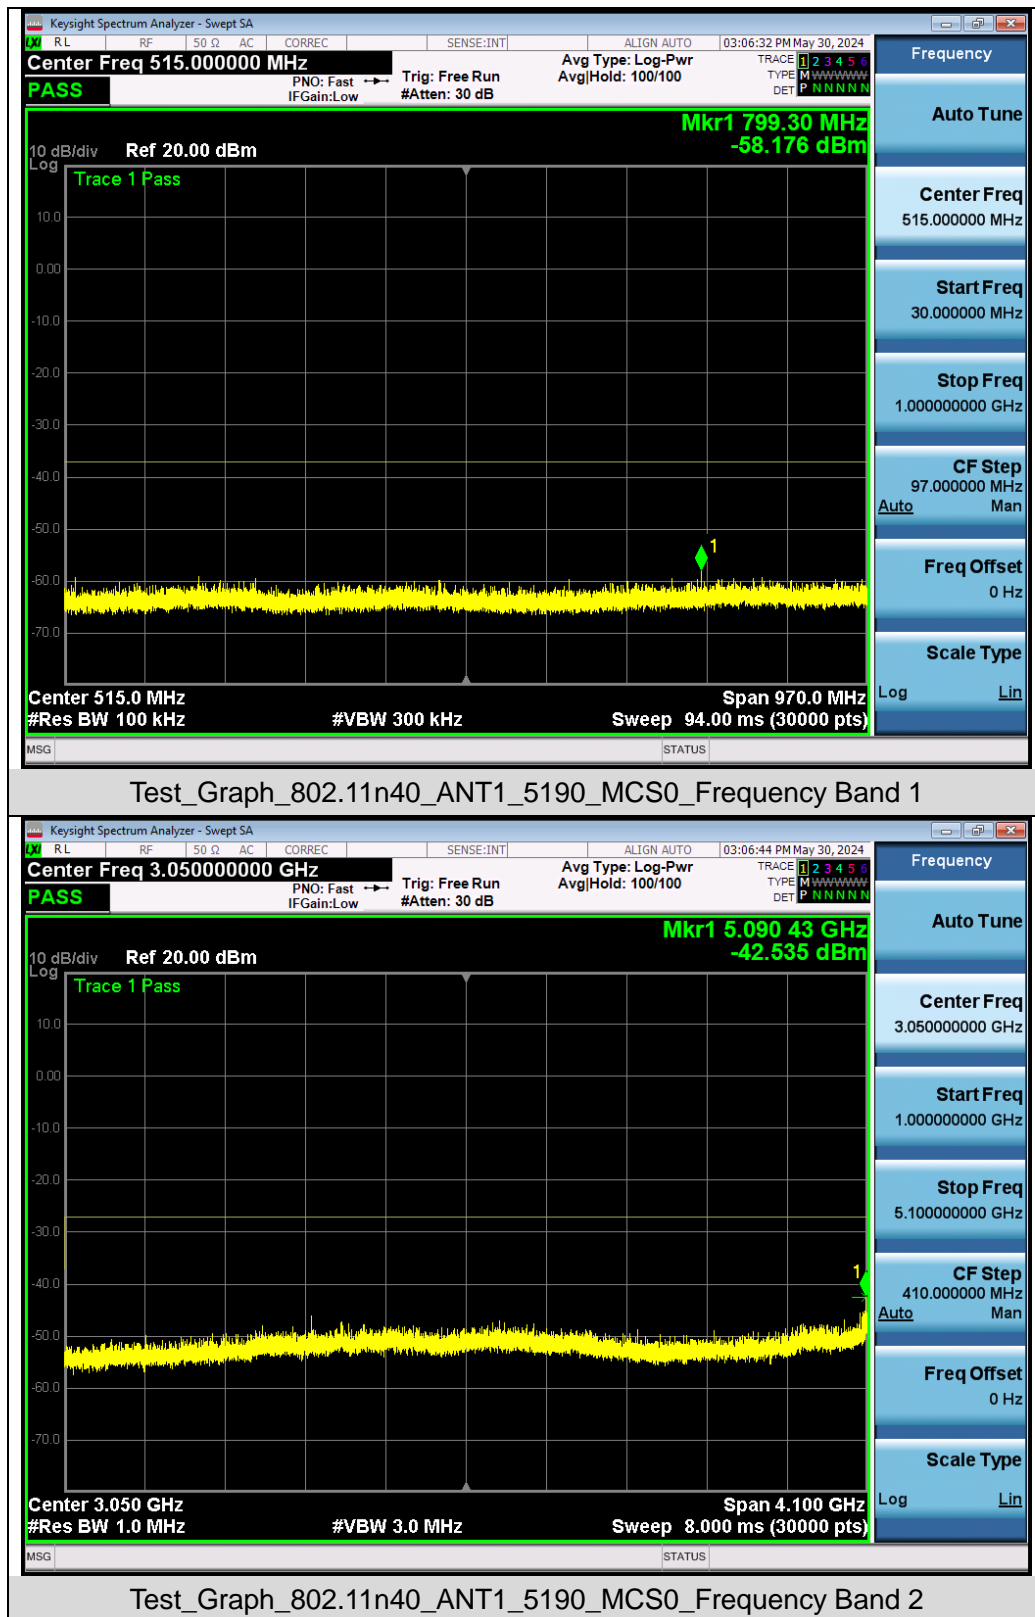 Keysight Spectrum Analyzer - Swept SA
LXI RL RF 50 Ω AC CORREC SENSE:INT ALIGN AUTO 03:06:32 PM May 30, 2024
Center Freq 515.000000 MHz
PNO: Fast
IFGain:Low
Trig: Free Run
#Atten: 30 dB
Avg Type: Log-Pwr
Avg|Hold: 100/100
TRACE 1 2 3 4 5 6
TYPE M WWWWW
DET P N N N N N
PASS
Mkr1 799.30 MHz
-58.176 dBm
10 dB/div Ref 20.00 dBm
Log
Trace 1 Pass
10.0
0.00
-10.0
-20.0
-30.0
-40.0
-50.0
-60.0
-70.0
1
Center 515.0 MHz Span 970.0 MHz
#Res BW 100 kHz #VBW 300 kHz Sweep 94.00 ms (30000 pts)
MSG STATUS
Frequency
Auto Tune
Center Freq
515.000000 MHz
Start Freq
30.000000 MHz
Stop Freq
1.000000000 GHz
CF Step
97.000000 MHz
Auto Man
Freq Offset
0 Hz
Scale Type
Log Lin
Test_Graph_802.11n40_ANT1_5190_MCS0_Frequency Band 1
Keysight Spectrum Analyzer - Swept SA
LXI RL RF 50 Ω AC CORREC SENSE:INT ALIGN AUTO 03:06:44 PM May 30, 2024
Center Freq 3.050000000 GHz
PNO: Fast
IFGain:Low
Trig: Free Run
#Atten: 30 dB
Avg Type: Log-Pwr
Avg|Hold: 100/100
TRACE 1 2 3 4 5 6
TYPE M WWWWW
DET P N N N N N
PASS
Mkr1 5.090 43 GHz
-42.535 dBm
10 dB/div Ref 20.00 dBm
Log
Trace 1 Pass
10.0
0.00
-10.0
-20.0
-30.0
-40.0
-50.0
-60.0
-70.0
1
Center 3.050 GHz Span 4.100 GHz
#Res BW 1.0 MHz #VBW 3.0 MHz Sweep 8.000 ms (30000 pts)
MSG STATUS
Frequency
Auto Tune
Center Freq
3.050000000 GHz
Start Freq
1.000000000 GHz
Stop Freq
5.100000000 GHz
CF Step
410.000000 MHz
Auto Man
Freq Offset
0 Hz
Scale Type
Log Lin
Test_Graph_802.11n40_ANT1_5190_MCS0_Frequency Band 2